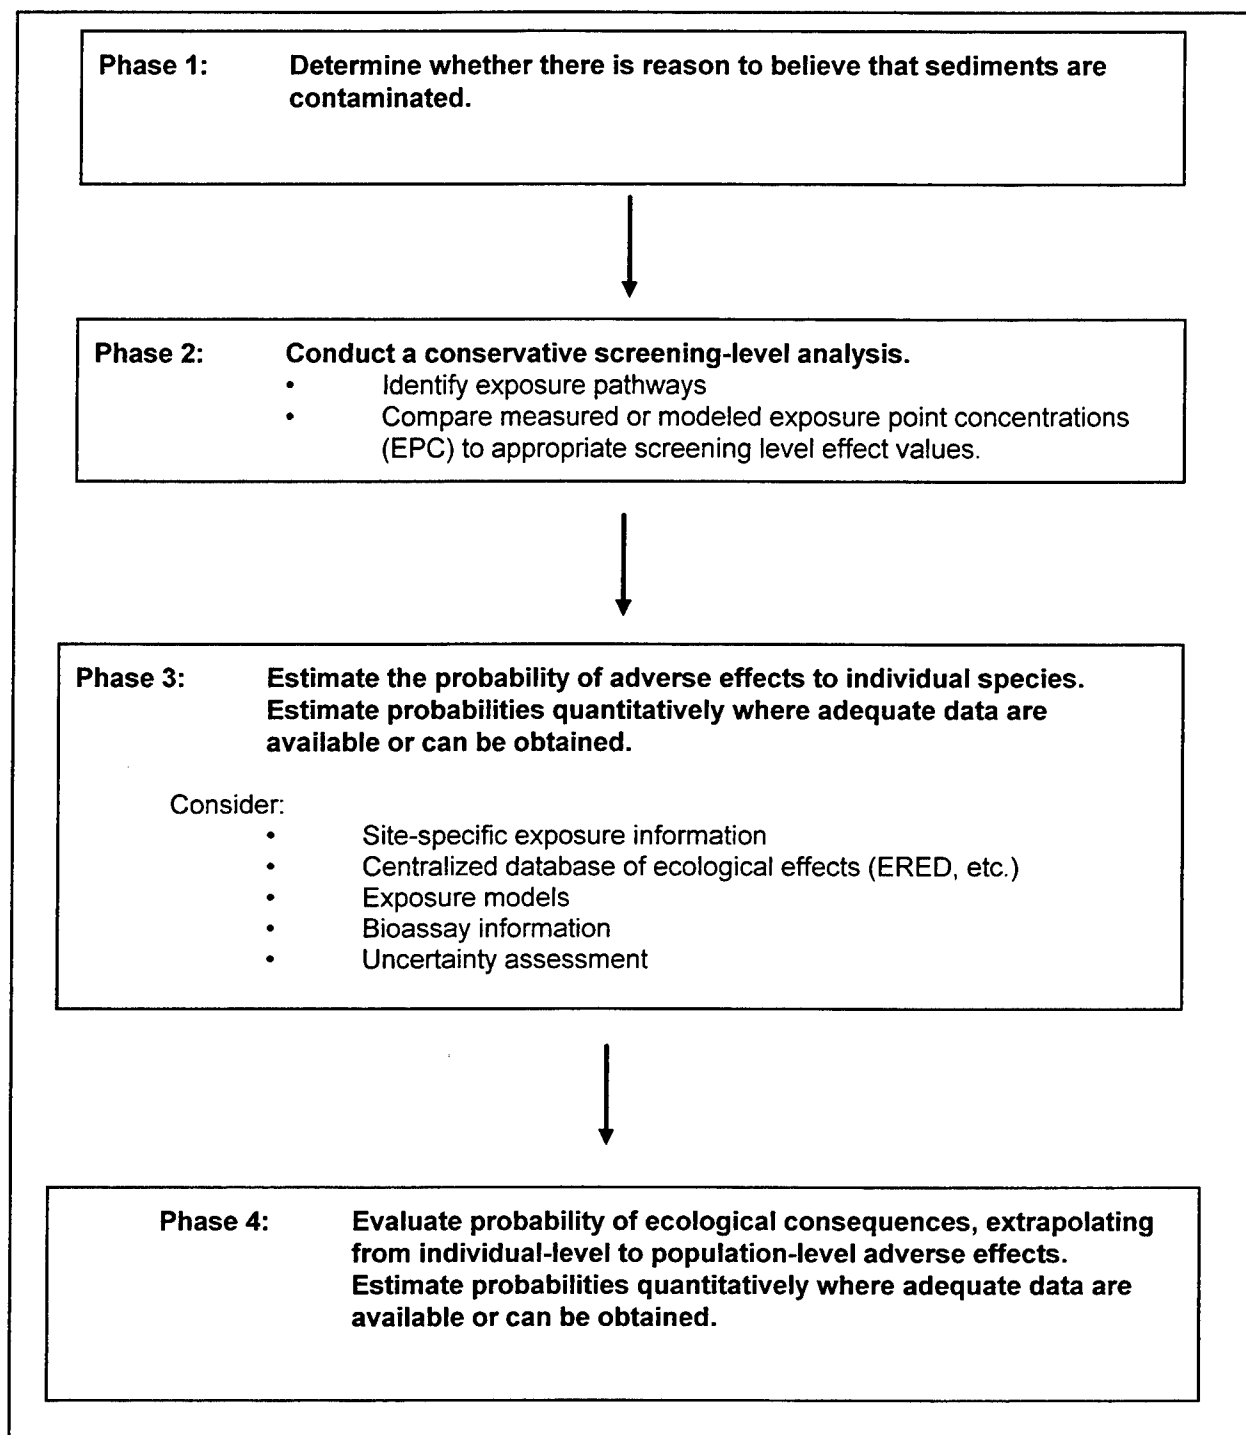 Phase 1: Determine whether there is reason to believe that sediments are
contaminated.
Phase 2: Conduct a conservative screening-level analysis.
• Identify exposure pathways
• Compare measured or modeled exposure point concentrations
(EPC) to appropriate screening level effect values.
Phase 3: Estimate the probability of adverse effects to individual species.
Estimate probabilities quantitatively where adequate data are
available or can be obtained.
Consider:
• Site-specific exposure information
• Centralized database of ecological effects (ERED, etc.)
• Exposure models
• Bioassay information
• Uncertainty assessment
Phase 4: Evaluate probability of ecological consequences, extrapolating
from individual-level to population-level adverse effects.
Estimate probabilities quantitatively where adequate data are
available or can be obtained.